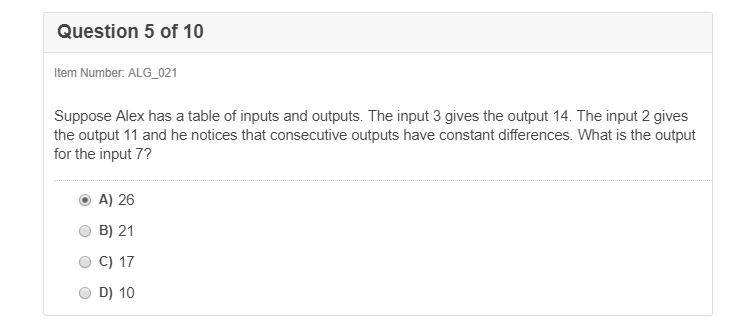 Question 5 of 10
Item Number: ALG_021
Suppose Alex has a table of inputs and outputs. The input 3 gives the output 14. The input 2 gives
the output 11 and he notices that consecutive outputs have constant differences. What is the output
for the input 7?
A) 26
B) 21
C) 17
D) 10